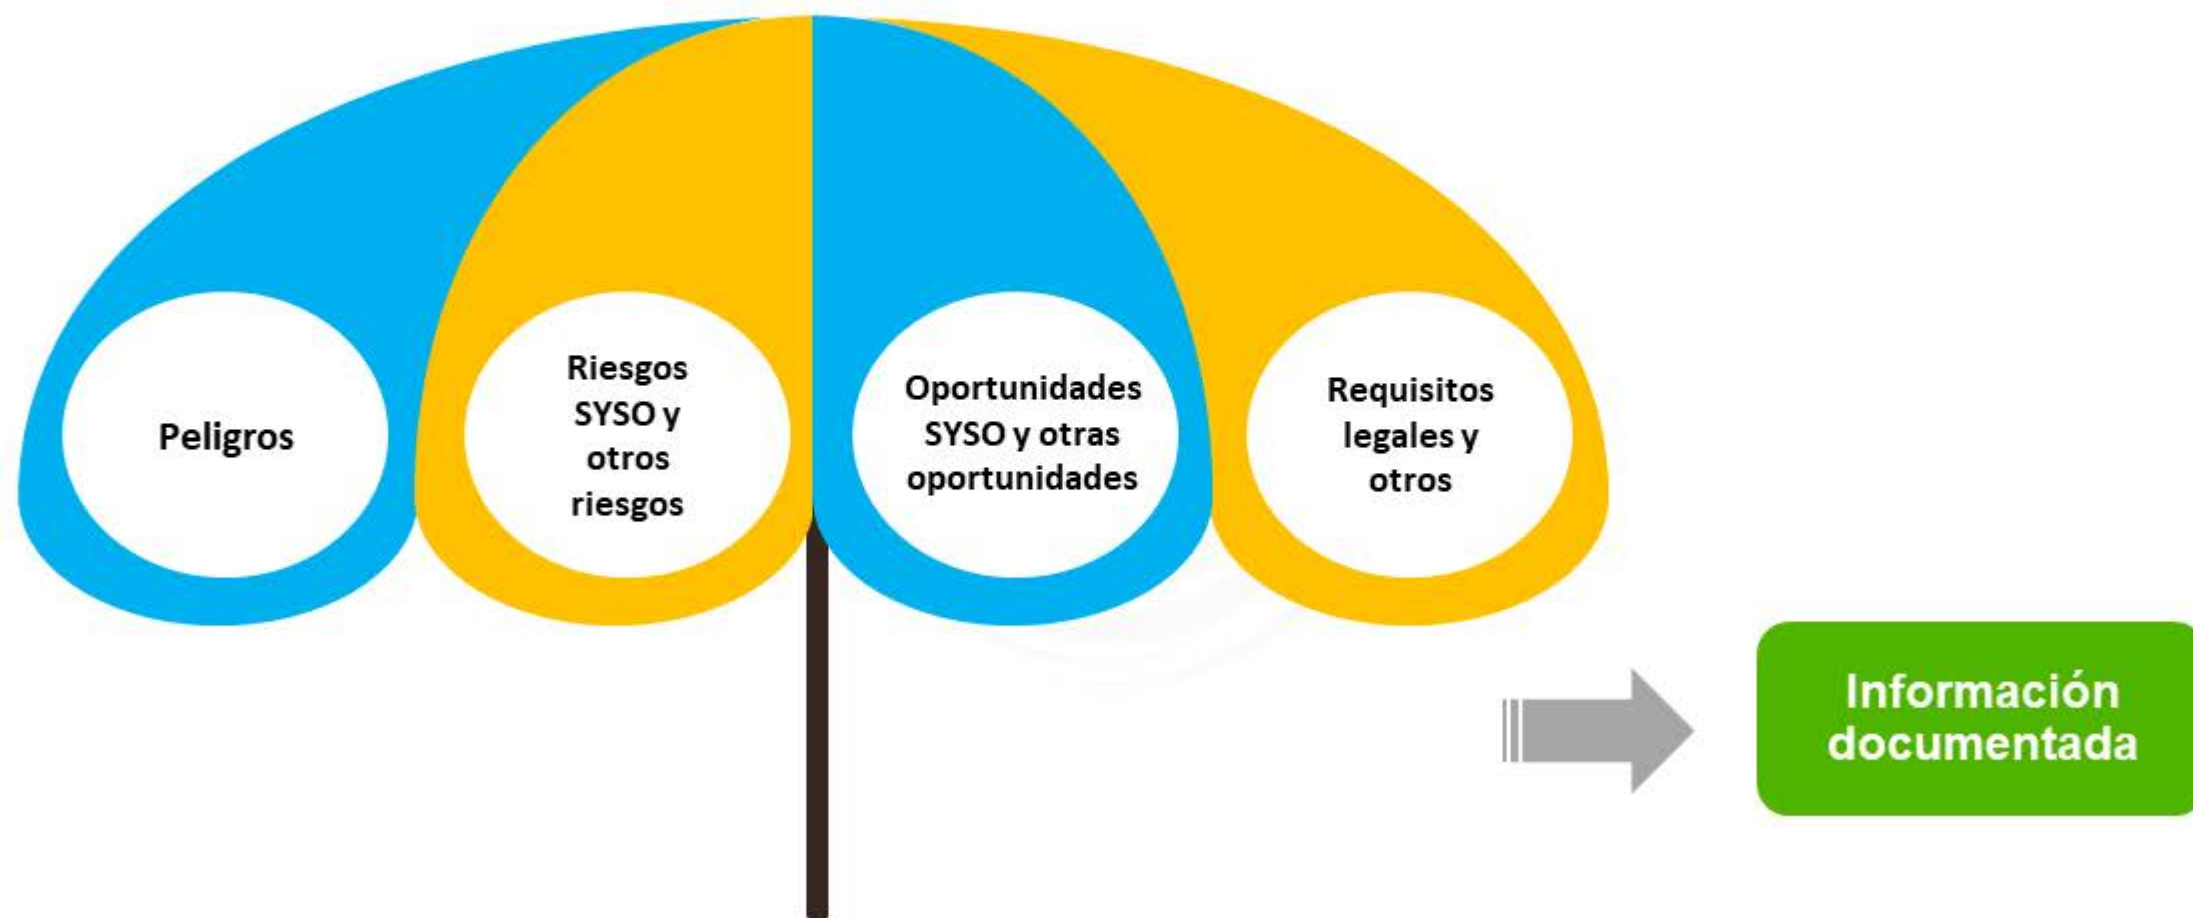 Peligros
Riesgos
SYSO y
otros
riesgos
Oportunidades
SYSO y otras
oportunidades
Requisitos
legales y
otros
Información
documentada